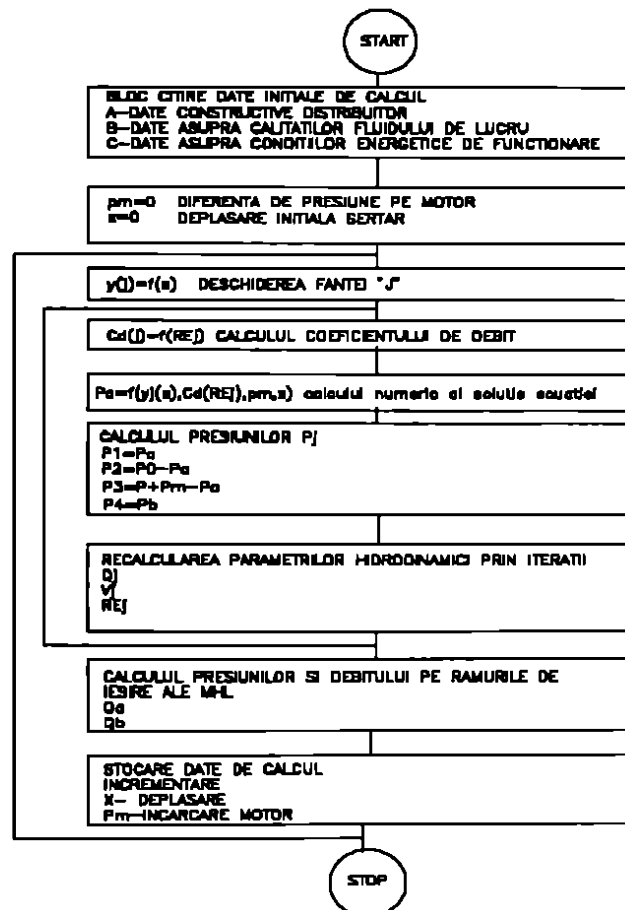 START
BLOC CITIRE DATE INITIALE DE CALCUL
A-DATE CONSTRUCTIVE DISTRIBUITOR
B-DATE ASUPRA CALITATILOR FLUIDULUI DE LUCRU
C-DATE ASUPRA CONDITIILOR ENERGETICE DE FUNCTIONARE
pm=0 DIFERENTA DE PRESIUNE PE MOTOR
x=0 DEPLASARE INITIALA SERTAR
y(j)=f(x) DESCHIDEREA FANTEI "J"
Cd(j)=f(REj) CALCULUL COEFICIENTULUI DE DEBIT
Pa=f(yj(x),Cd(REj),pm,x) calculul numeric al solutie ecuatiei
CALCULUL PRESIUNILOR Pj
P1=Pa
P2=P0-Pa
P3=P+Pm-Pa
P4=Pb
RECALCULAREA PARAMETRILOR HIDRODINAMICI PRIN ITERATII
Qj
Vj
REj
CALCULUL PRESIUNILOR SI DEBITULUI PE RAMURILE DE
IESIRE ALE MHL
Qa
Qb
STOCARE DATE DE CALCUL
INCREMENTARE
X- DEPLASARE
Pm-INCARCARE MOTOR
STOP